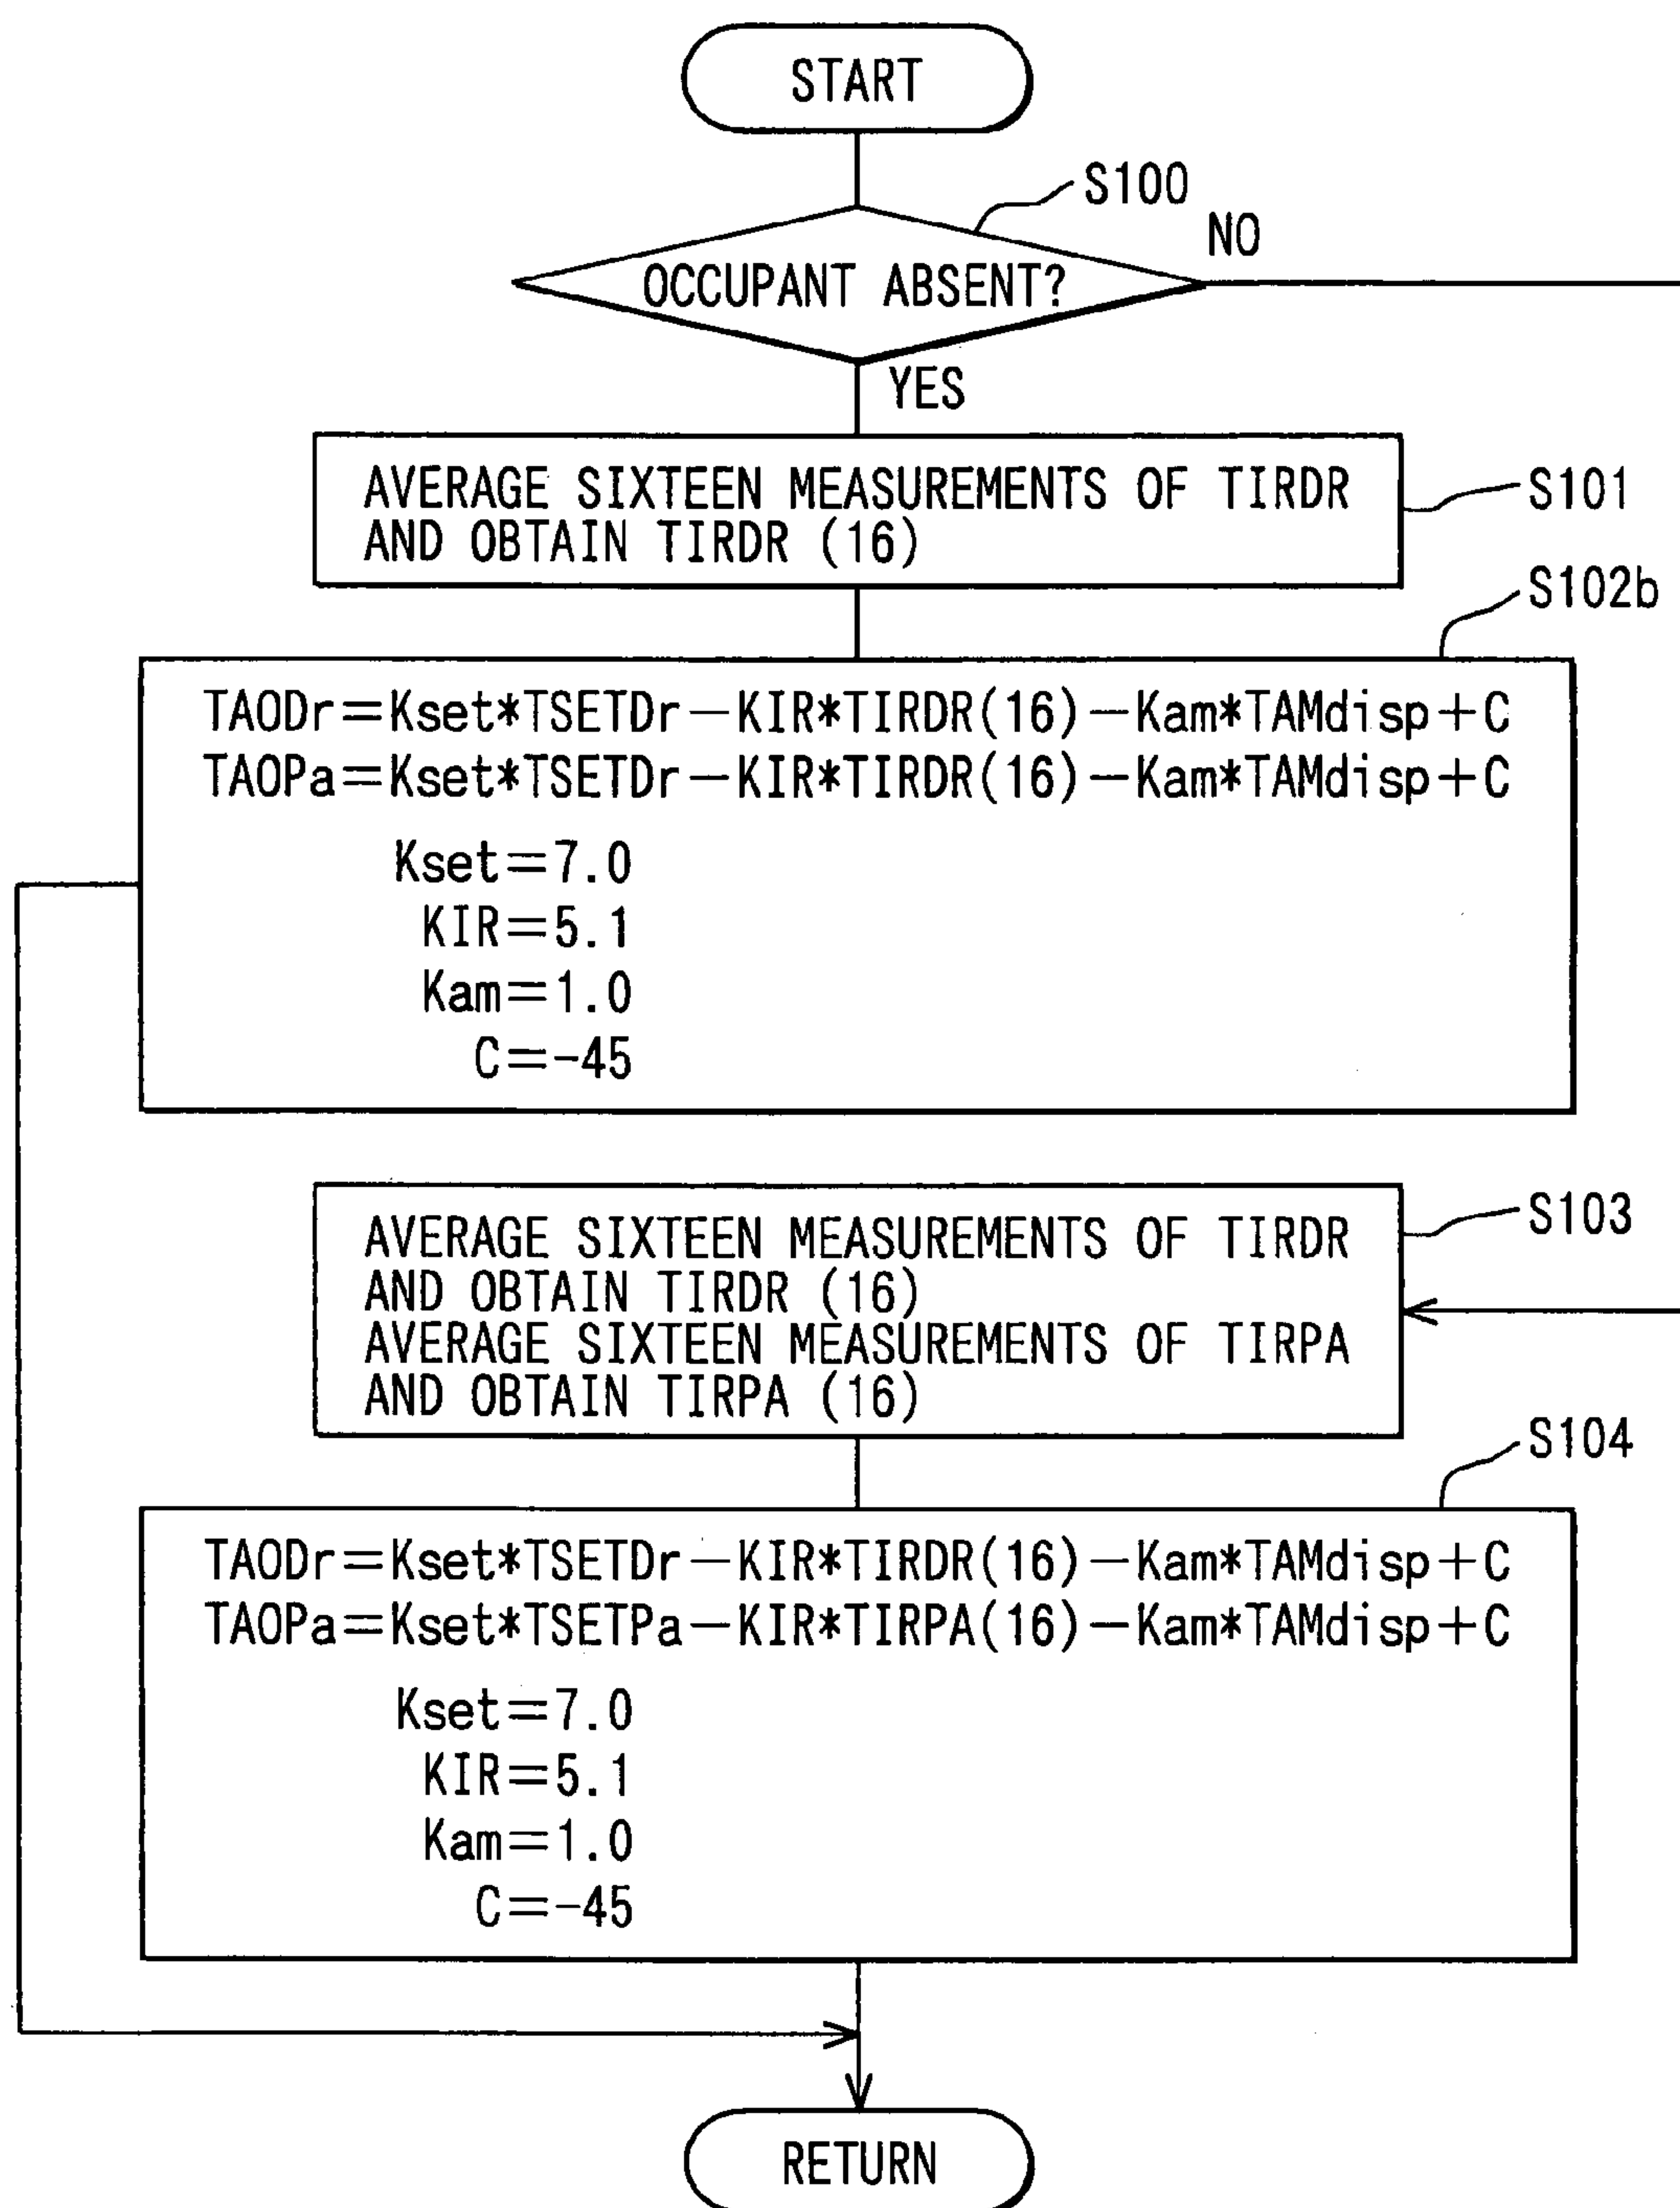 START
S100
NO
OCCUPANT ABSENT?
YES
AVERAGE SIXTEEN MEASUREMENTS OF TIRDR
AND OBTAIN TIRDR (16)
S101
S102b
TAODr=Kset*TSETDr-KIR*TIRDR(16)-Kam*TAMdisp+C
TAOPa=Kset*TSETDr-KIR*TIRDR(16)-Kam*TAMdisp+C
Kset=7.0
KIR=5.1
Kam=1.0
C=-45
AVERAGE SIXTEEN MEASUREMENTS OF TIRDR
AND OBTAIN TIRDR (16)
AVERAGE SIXTEEN MEASUREMENTS OF TIRPA
AND OBTAIN TIRPA (16)
S103
S104
TAODr=Kset*TSETDr-KIR*TIRDR(16)-Kam*TAMdisp+C
TAOPa=Kset*TSETPa-KIR*TIRPA(16)-Kam*TAMdisp+C
Kset=7.0
KIR=5.1
Kam=1.0
C=-45
RETURN